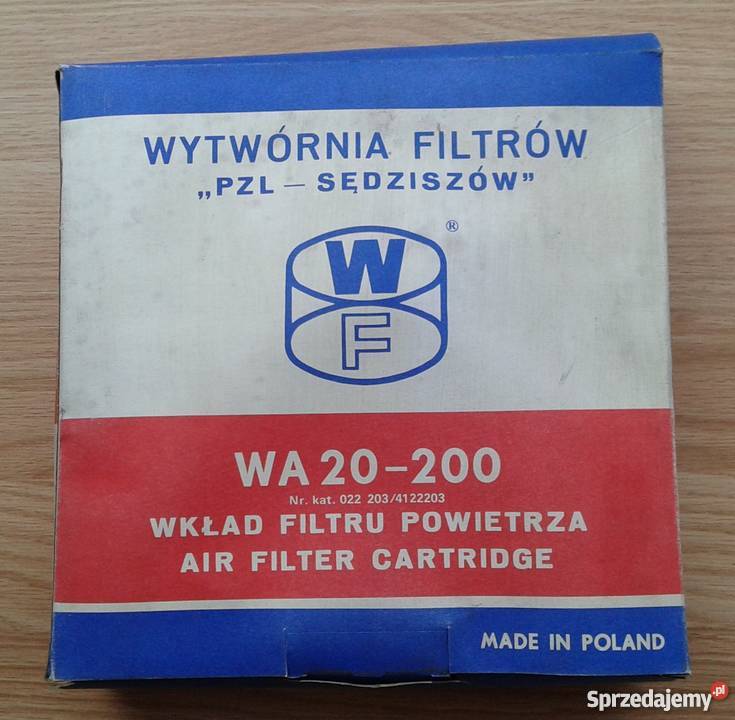 WYTWÓRNIA FILTRÓW
„PZL – SĘDZISZÓW”
®
W
F
WA 20–200
Nr. kat. 022 203/4122203
WKŁAD FILTRU POWIETRZA
AIR FILTER CARTRIDGE
MADE IN POLAND
Sprzedajemy.pl